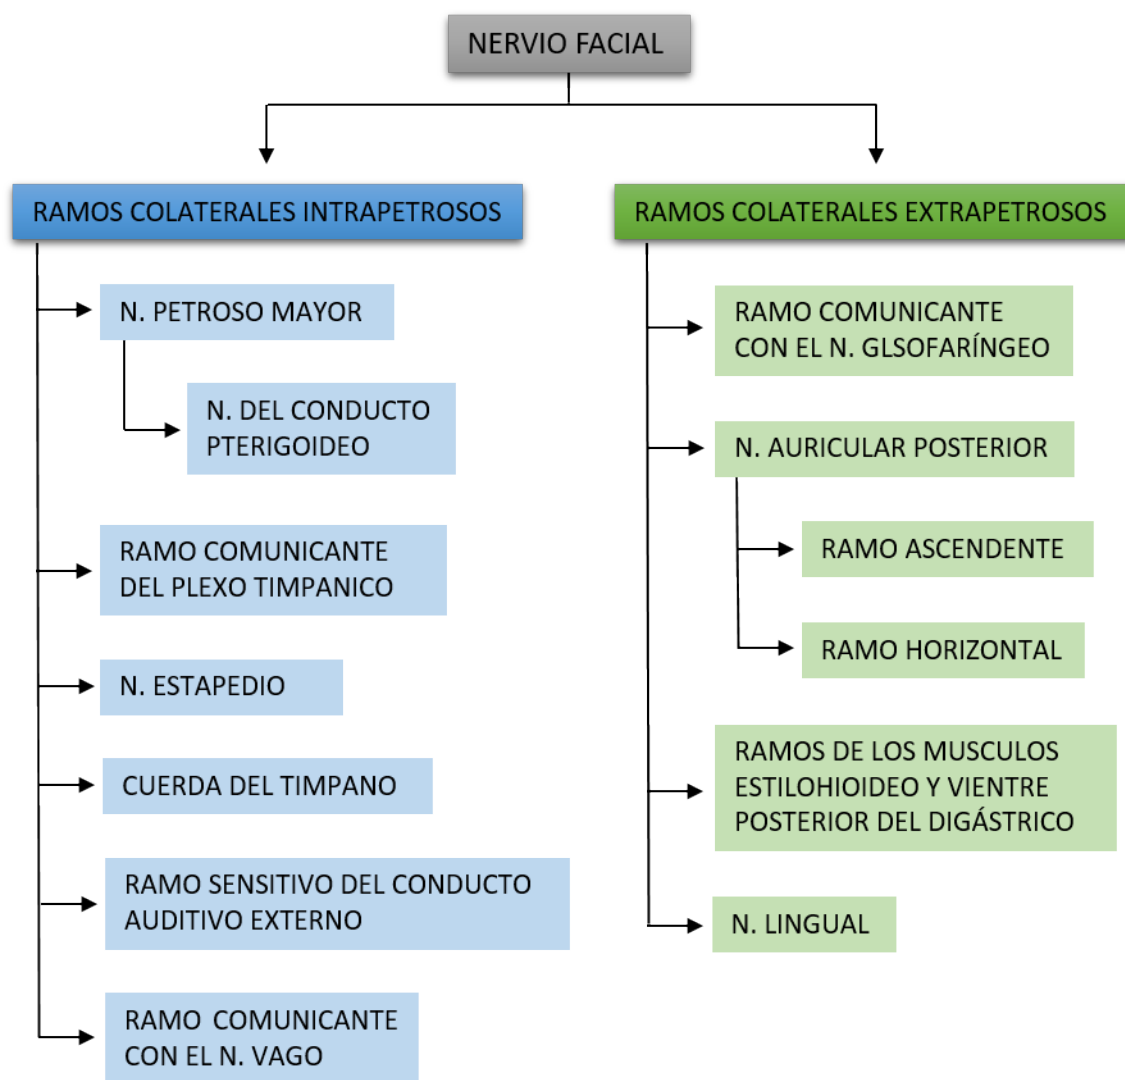 NERVIO FACIAL
RAMOS COLATERALES INTRAPETROSOS
N. PETROSO MAYOR
N. DEL CONDUCTO
PTERIGOIDEO
RAMO COMUNICANTE
DEL PLEXO TIMPANICO
N. ESTAPEDIO
CUERDA DEL TIMPANO
RAMO SENSITIVO DEL CONDUCTO
AUDITIVO EXTERNO
RAMO COMUNICANTE
CON EL N. VAGO
RAMOS COLATERALES EXTRAPETROSOS
RAMO COMUNICANTE
CON EL N. GLSOFARÍNGEO
N. AURICULAR POSTERIOR
RAMO ASCENDENTE
RAMO HORIZONTAL
RAMOS DE LOS MUSCULOS
ESTILOHIOIDEO Y VIENTRE
POSTERIOR DEL DIGÁSTRICO
N. LINGUAL